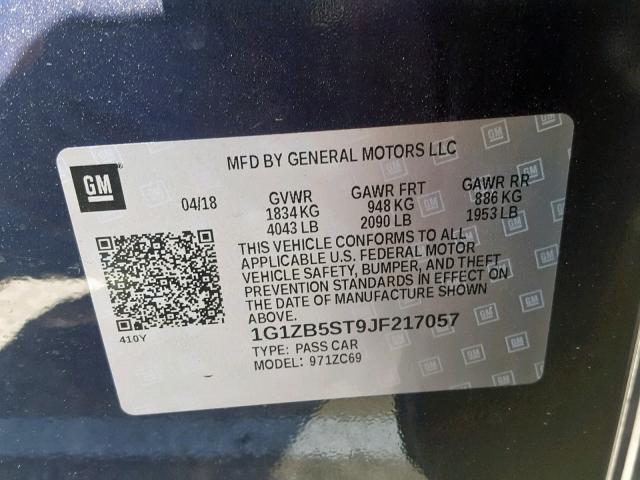 MFD BY GENERAL MOTORS LLC
GM
04/18
GVWR
1834 KG
4043 LB
GAWR FRT
948 KG
2090 LB
GAWR RR
886 KG
1953 LB
THIS VEHICLE CONFORMS TO ALL
APPLICABLE U.S. FEDERAL MOTOR
VEHICLE SAFETY, BUMPER, AND THEFT
PREVENTION STANDARDS IN EFFECT ON
THE DATE OF MANUFACTURE SHOWN
ABOVE.
410Y
1G1ZB5ST9JF217057
TYPE: PASS CAR
MODEL: 971ZC69